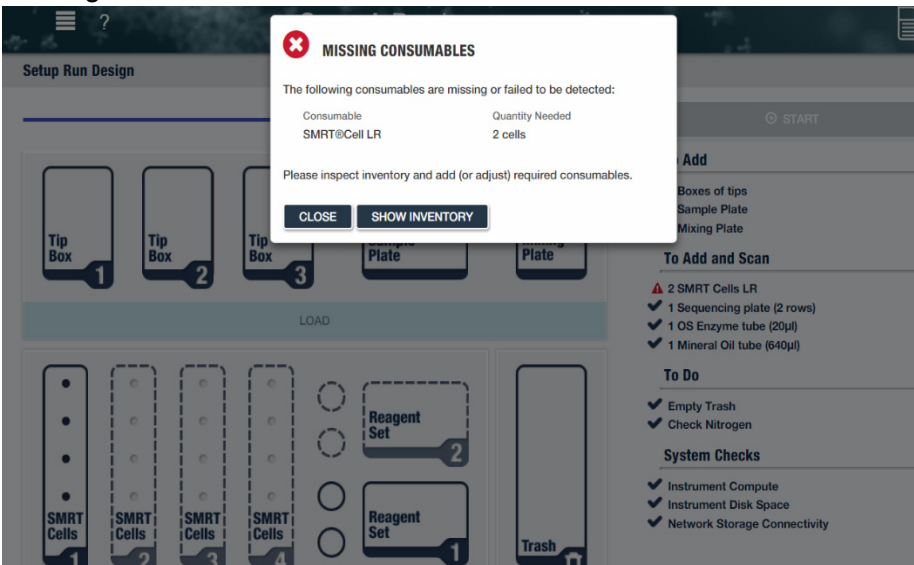 ?
Setup Run Design
MISSING CONSUMABLES
The following consumables are missing or failed to be detected:
Consumable Quantity Needed
SMRT®Cell LR 2 cells
Please inspect inventory and add (or adjust) required consumables.
CLOSE SHOW INVENTORY
START
Add
Boxes of tips
Sample Plate
Mixing Plate
To Add and Scan
2 SMRT Cells LR
1 Sequencing plate (2 rows)
1 OS Enzyme tube (20µl)
1 Mineral Oil tube (640µl)
To Do
Empty Trash
Check Nitrogen
System Checks
Instrument Compute
Instrument Disk Space
Network Storage Connectivity
Tip
Box
1
Tip
Box
2
Tip
Box
3
Plate
Plate
LOAD
SMRT
Cells
1
SMRT
Cells
2
SMRT
Cells
3
SMRT
Cells
4
Reagent
Set
2
Reagent
Set
1
Trash